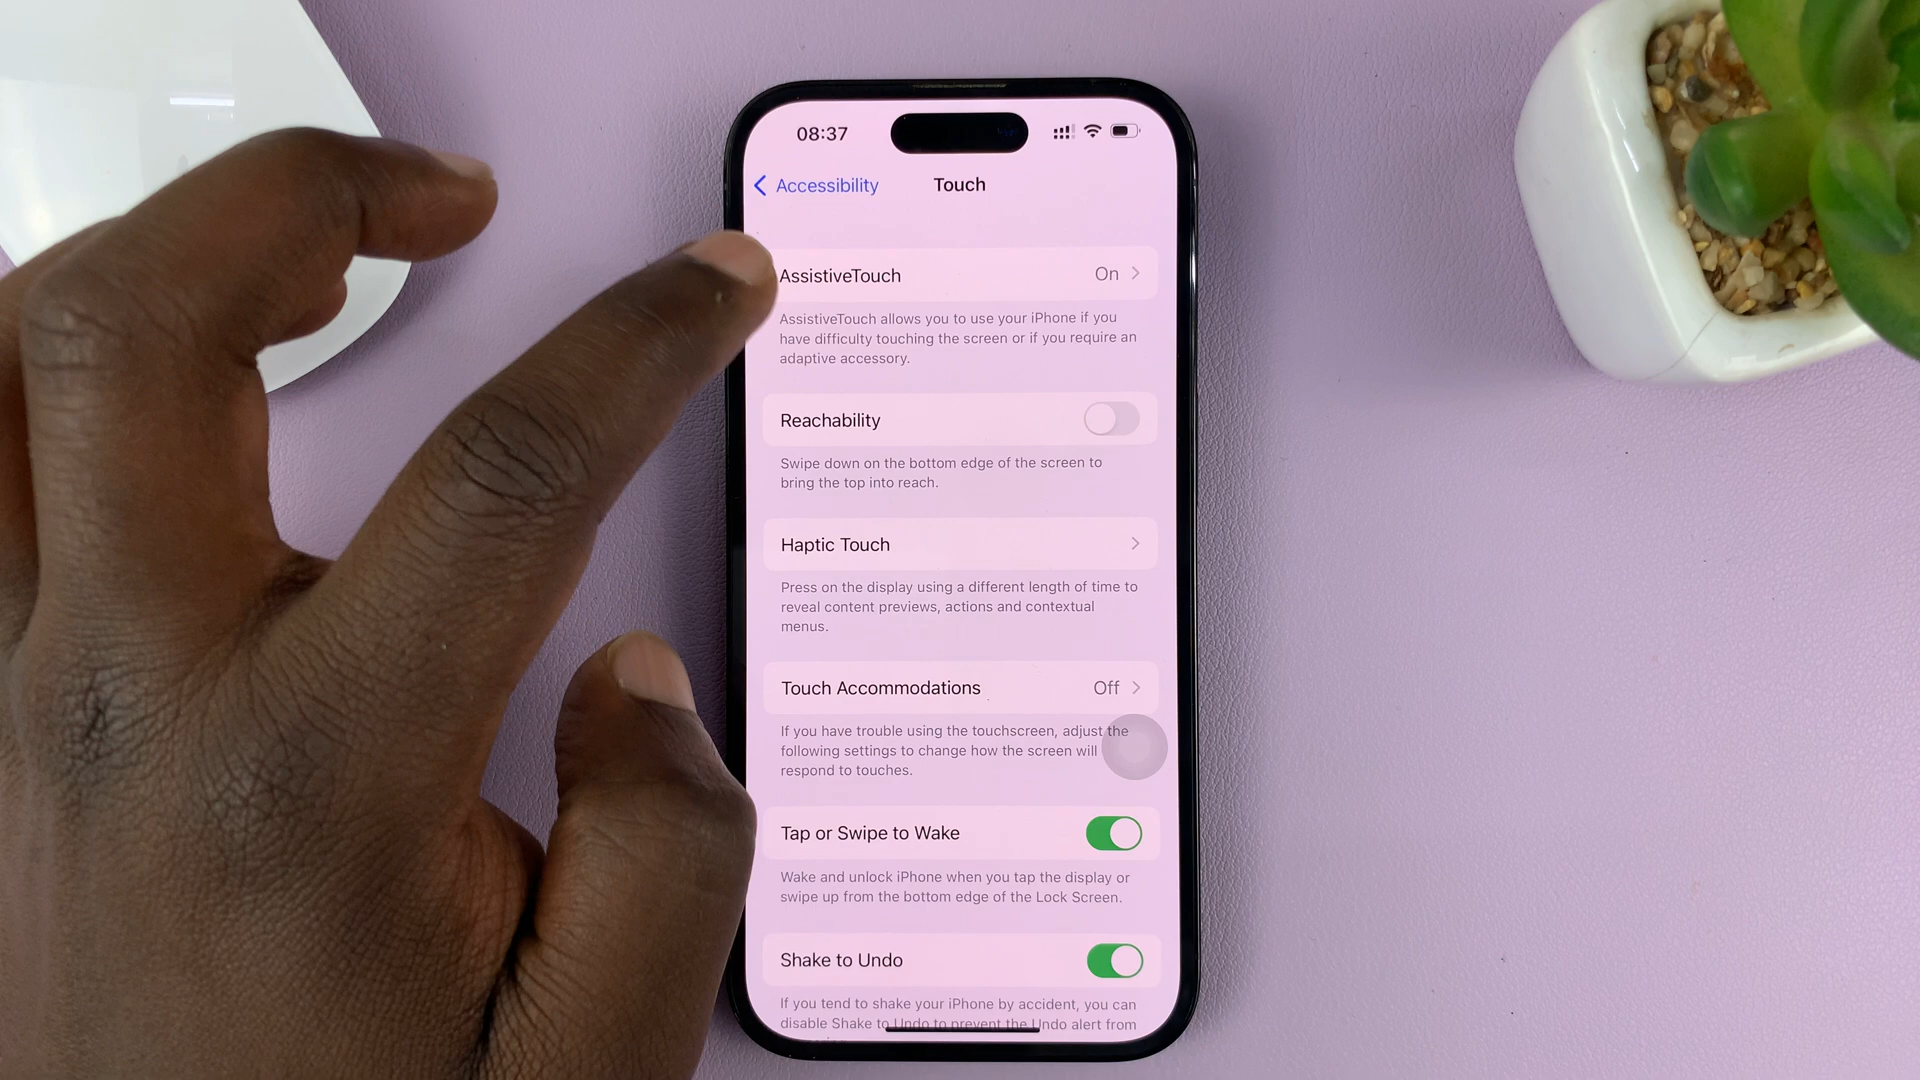 08:37
Accessibility Touch
AssistiveTouch On
AssistiveTouch allows you to use your iPhone if you
have difficulty touching the screen or if you require an
adaptive accessory.
Reachability
Swipe down on the bottom edge of the screen to
bring the top into reach.
Haptic Touch
Press on the display using a different length of time to
reveal content previews, actions and contextual
menus.
Touch Accommodations Off
If you have trouble using the touchscreen, adjust the
following settings to change how the screen will
respond to touches.
Tap or Swipe to Wake
Wake and unlock iPhone when you tap the display or
swipe up from the bottom edge of the Lock Screen.
Shake to Undo
If you tend to shake your iPhone by accident, you can
disable Shake to Undo to prevent the Undo alert from